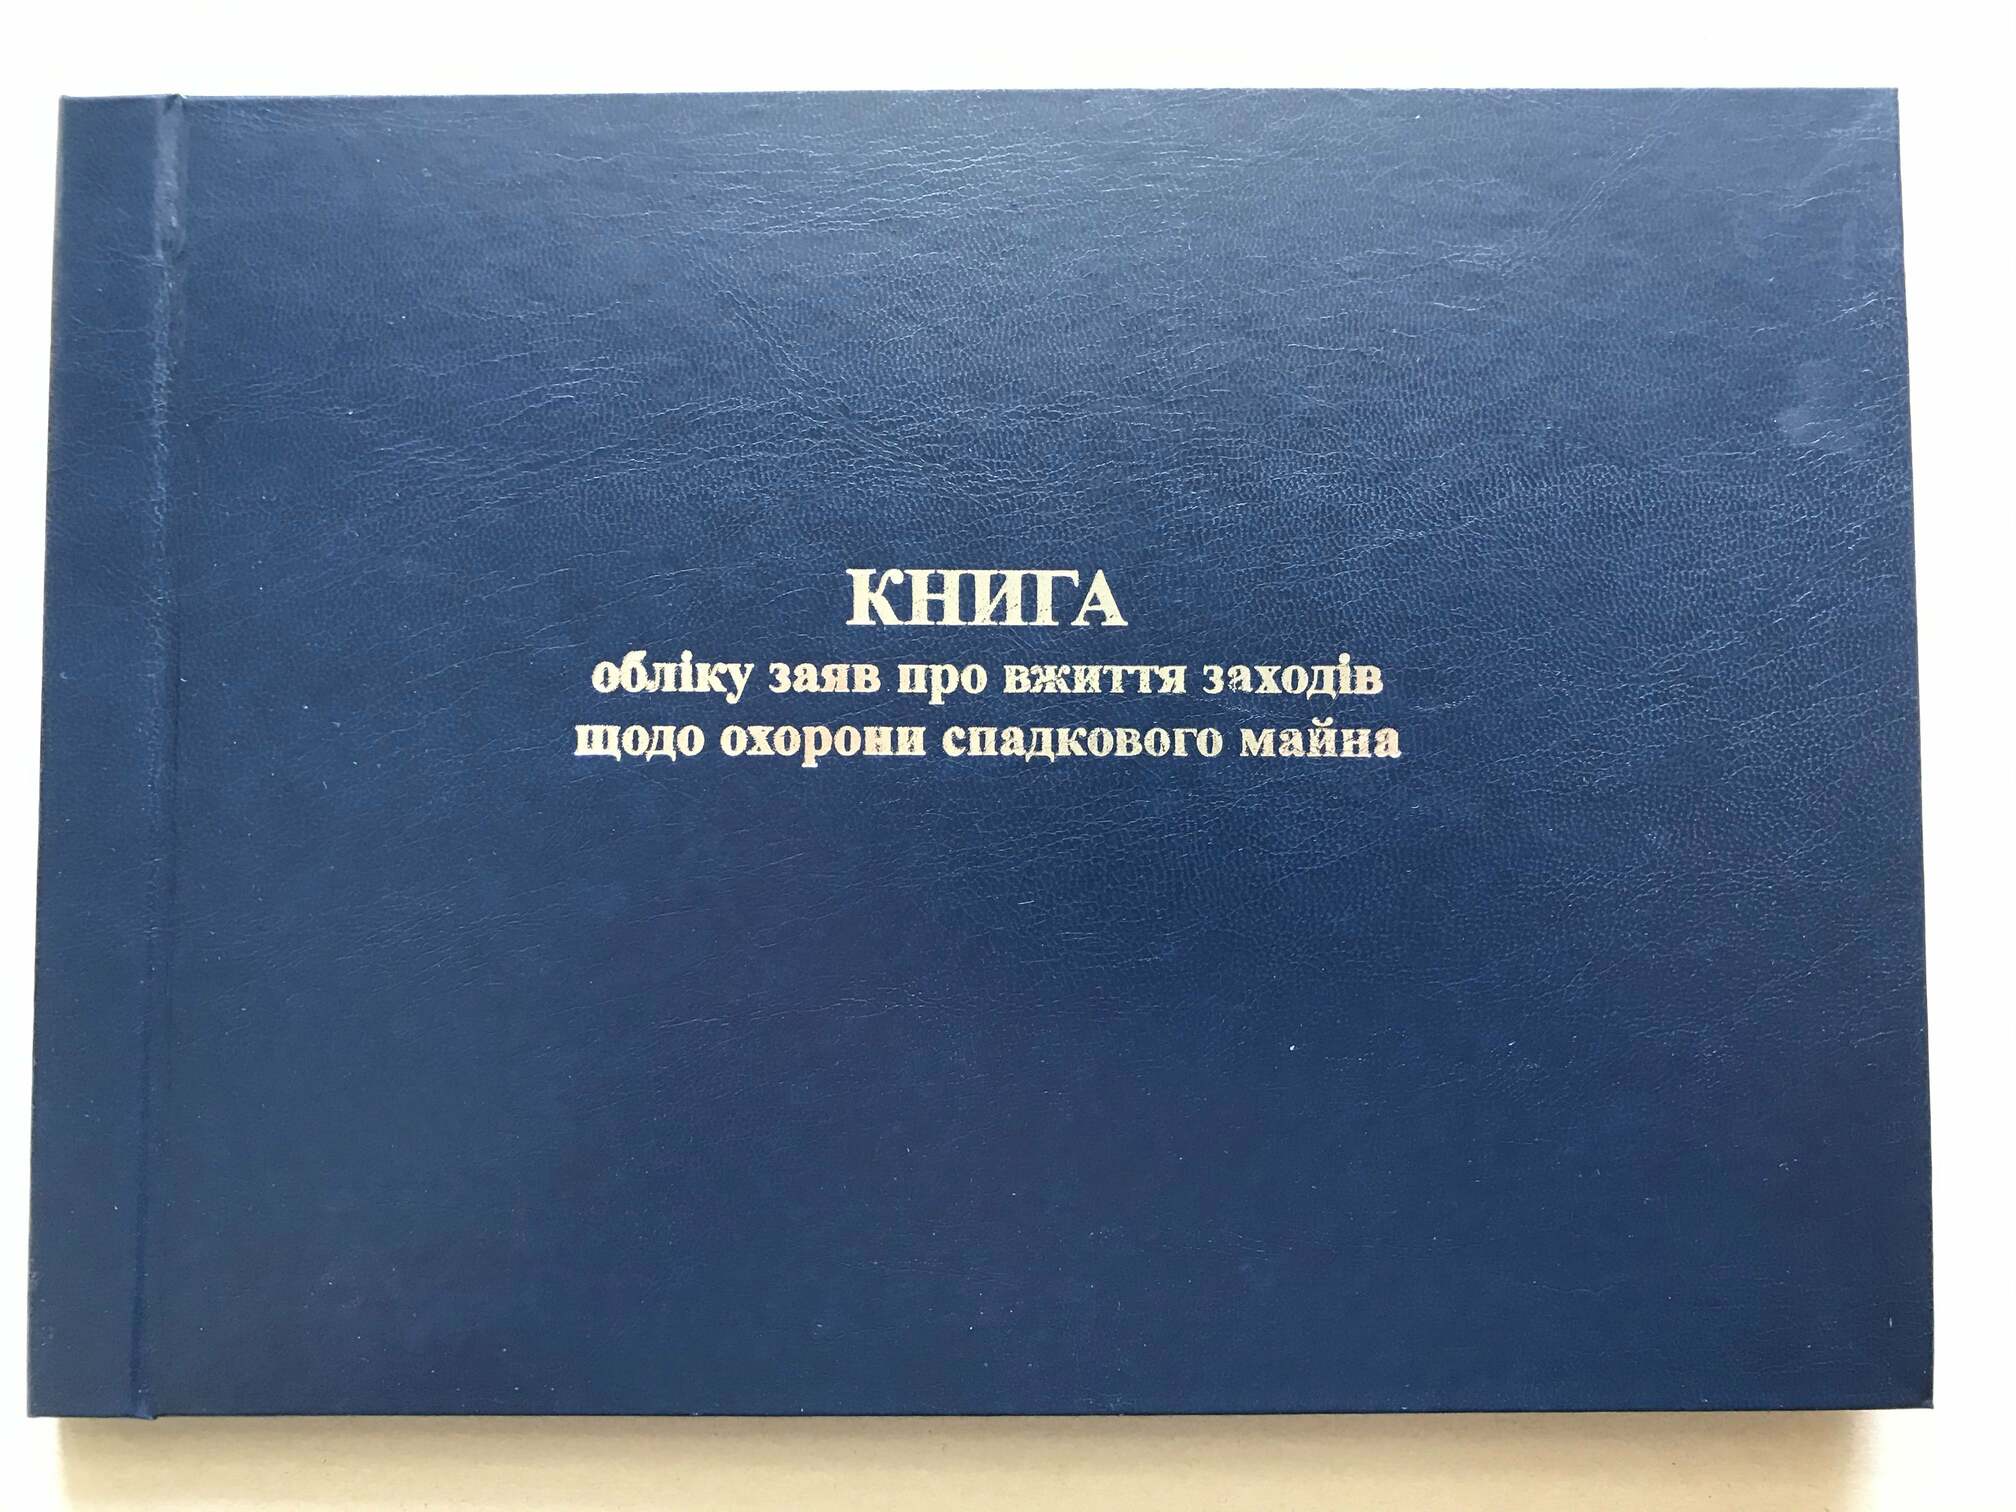 КНИГА
обліку заяв про вжиття заходів
щодо охорони спадкового майна